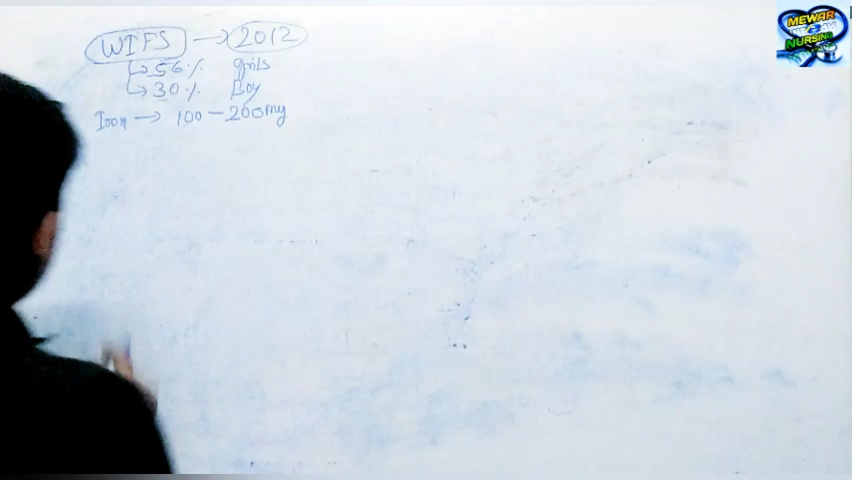 WIFS → 2012
↳ 56% girls
↳ 30% Boy
Iron → 100 - 200mg
MEWAR
NURSING